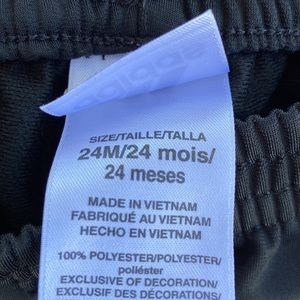 SIZE/TAILLE/TALLA
24M/24 mois/
24 meses
MADE IN VIETNAM
FABRIQUÉ AU VIETNAM
HECHO EN VIETNAM
100% POLYESTER/POLYESTER/
poliéster
EXCLUSIVE OF DECORATION/
EXCLUSIF DES DÉCORATIONS/